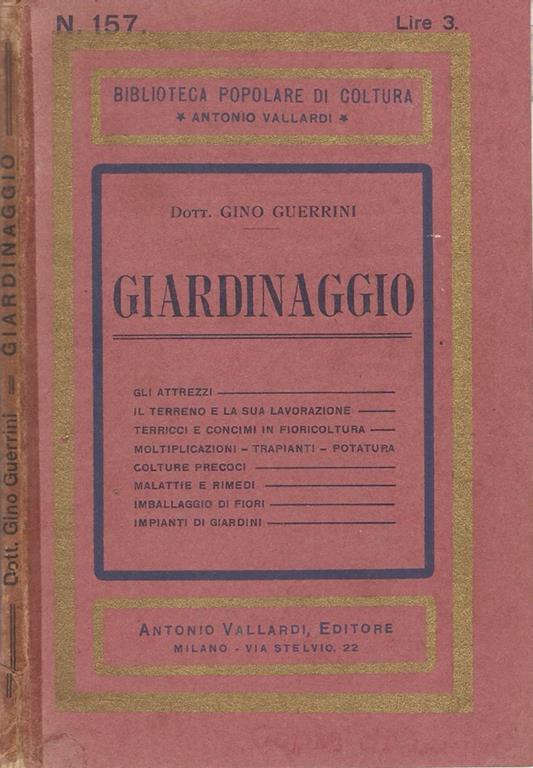 N. 157.
Lire 3.
BIBLIOTECA POPOLARE DI COLTURA
* ANTONIO VALLARDI *
DOTT. GINO GUERRINI
GIARDINAGGIO
GLI ATTREZZI
IL TERRENO E LA SUA LAVORAZIONE
TERRICCI E CONCIMI IN FIORICOLTURA
MOLTIPLICAZIONI - TRAPIANTI - POTATURA
COLTURE PRECOCI
MALATTIE E RIMEDI
IMBALLAGGIO DI FIORI
IMPIANTI DI GIARDINI
ANTONIO VALLARDI, EDITORE
MILANO - VIA STELVIO, 22
Dott. Gino Guerrini = GIARDINAGGIO